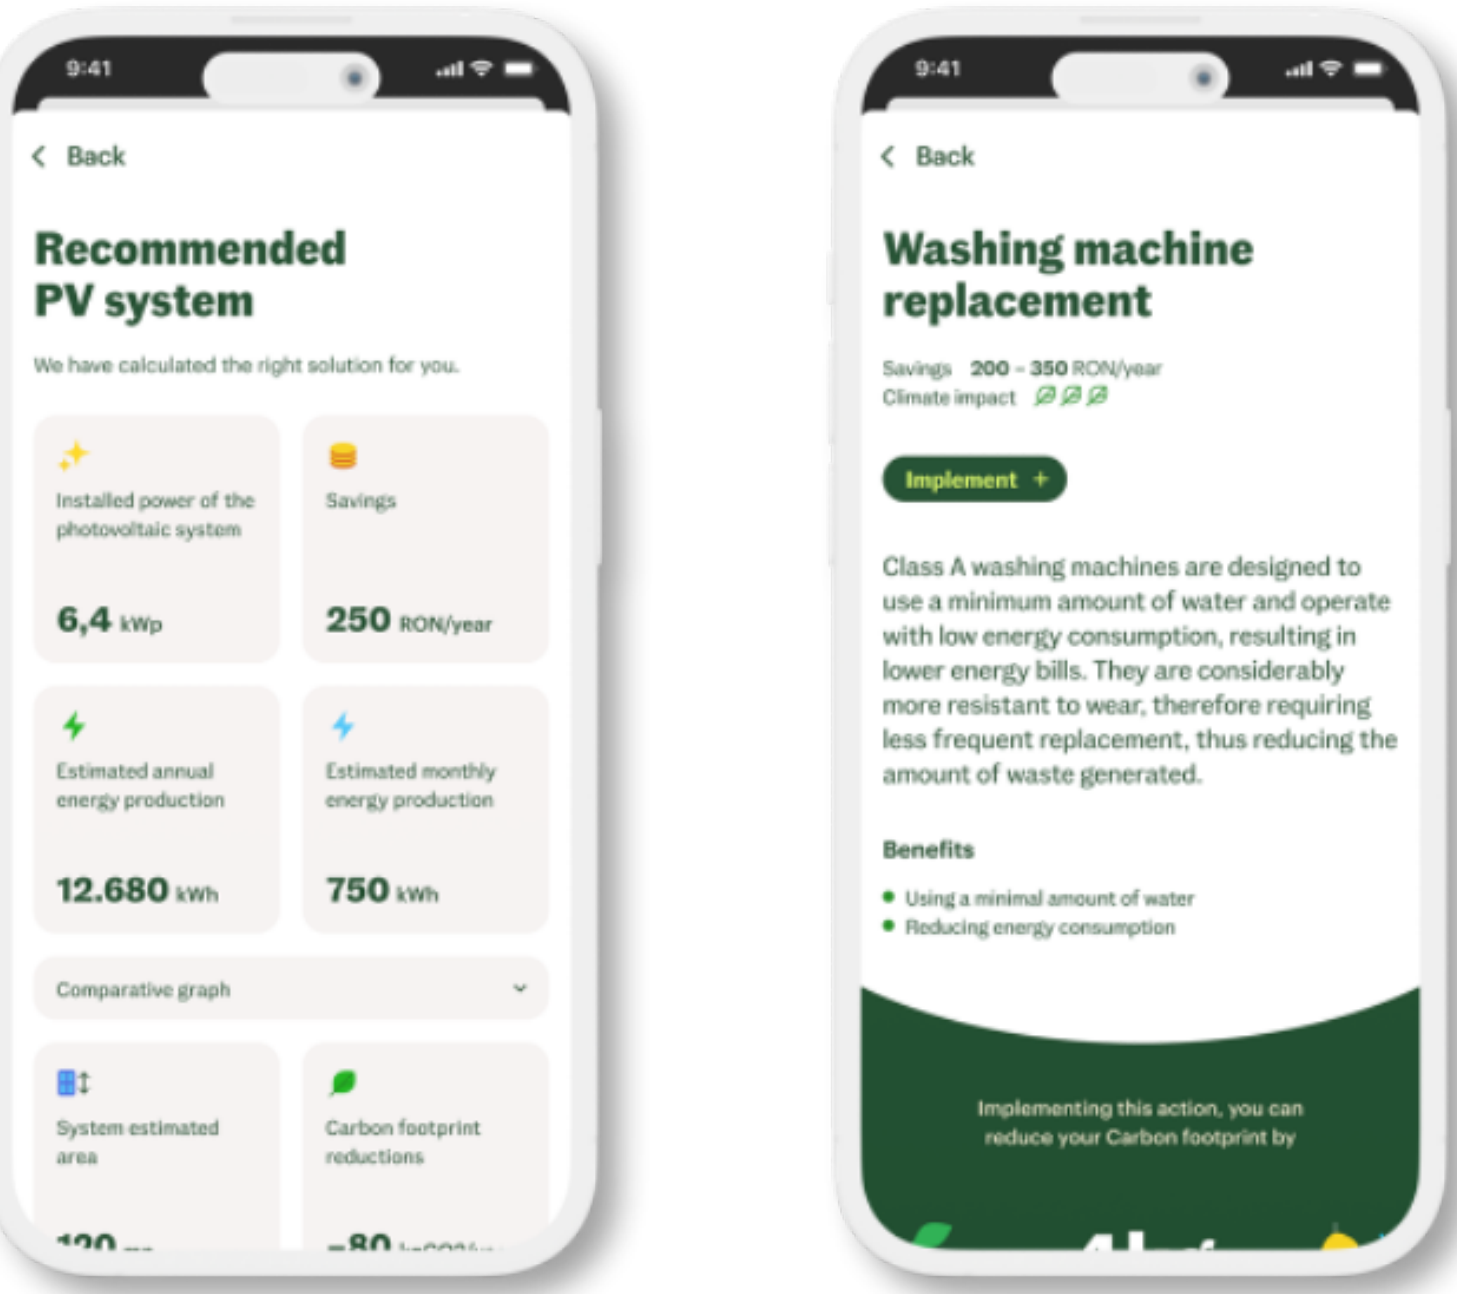 9:41
Back
Recommended
PV system
We have calculated the right solution for you.
Installed power of the
photovoltaic system
6,4 kWp
Savings
250 RON/year
Estimated annual
energy production
12.680 kWh
Estimated monthly
energy production
750 kWh
Comparative graph
System estimated
area
120
Carbon footprint
reductions
-80
9:41
Back
Washing machine
replacement
Savings 200 - 350 RON/year
Climate impact
Implement +
Class A washing machines are designed to
use a minimum amount of water and operate
with low energy consumption, resulting in
lower energy bills. They are considerably
more resistant to wear, therefore requiring
less frequent replacement, thus reducing the
amount of waste generated.
Benefits
Using a minimal amount of water
Reducing energy consumption
Implementing this action, you can
reduce your Carbon footprint by